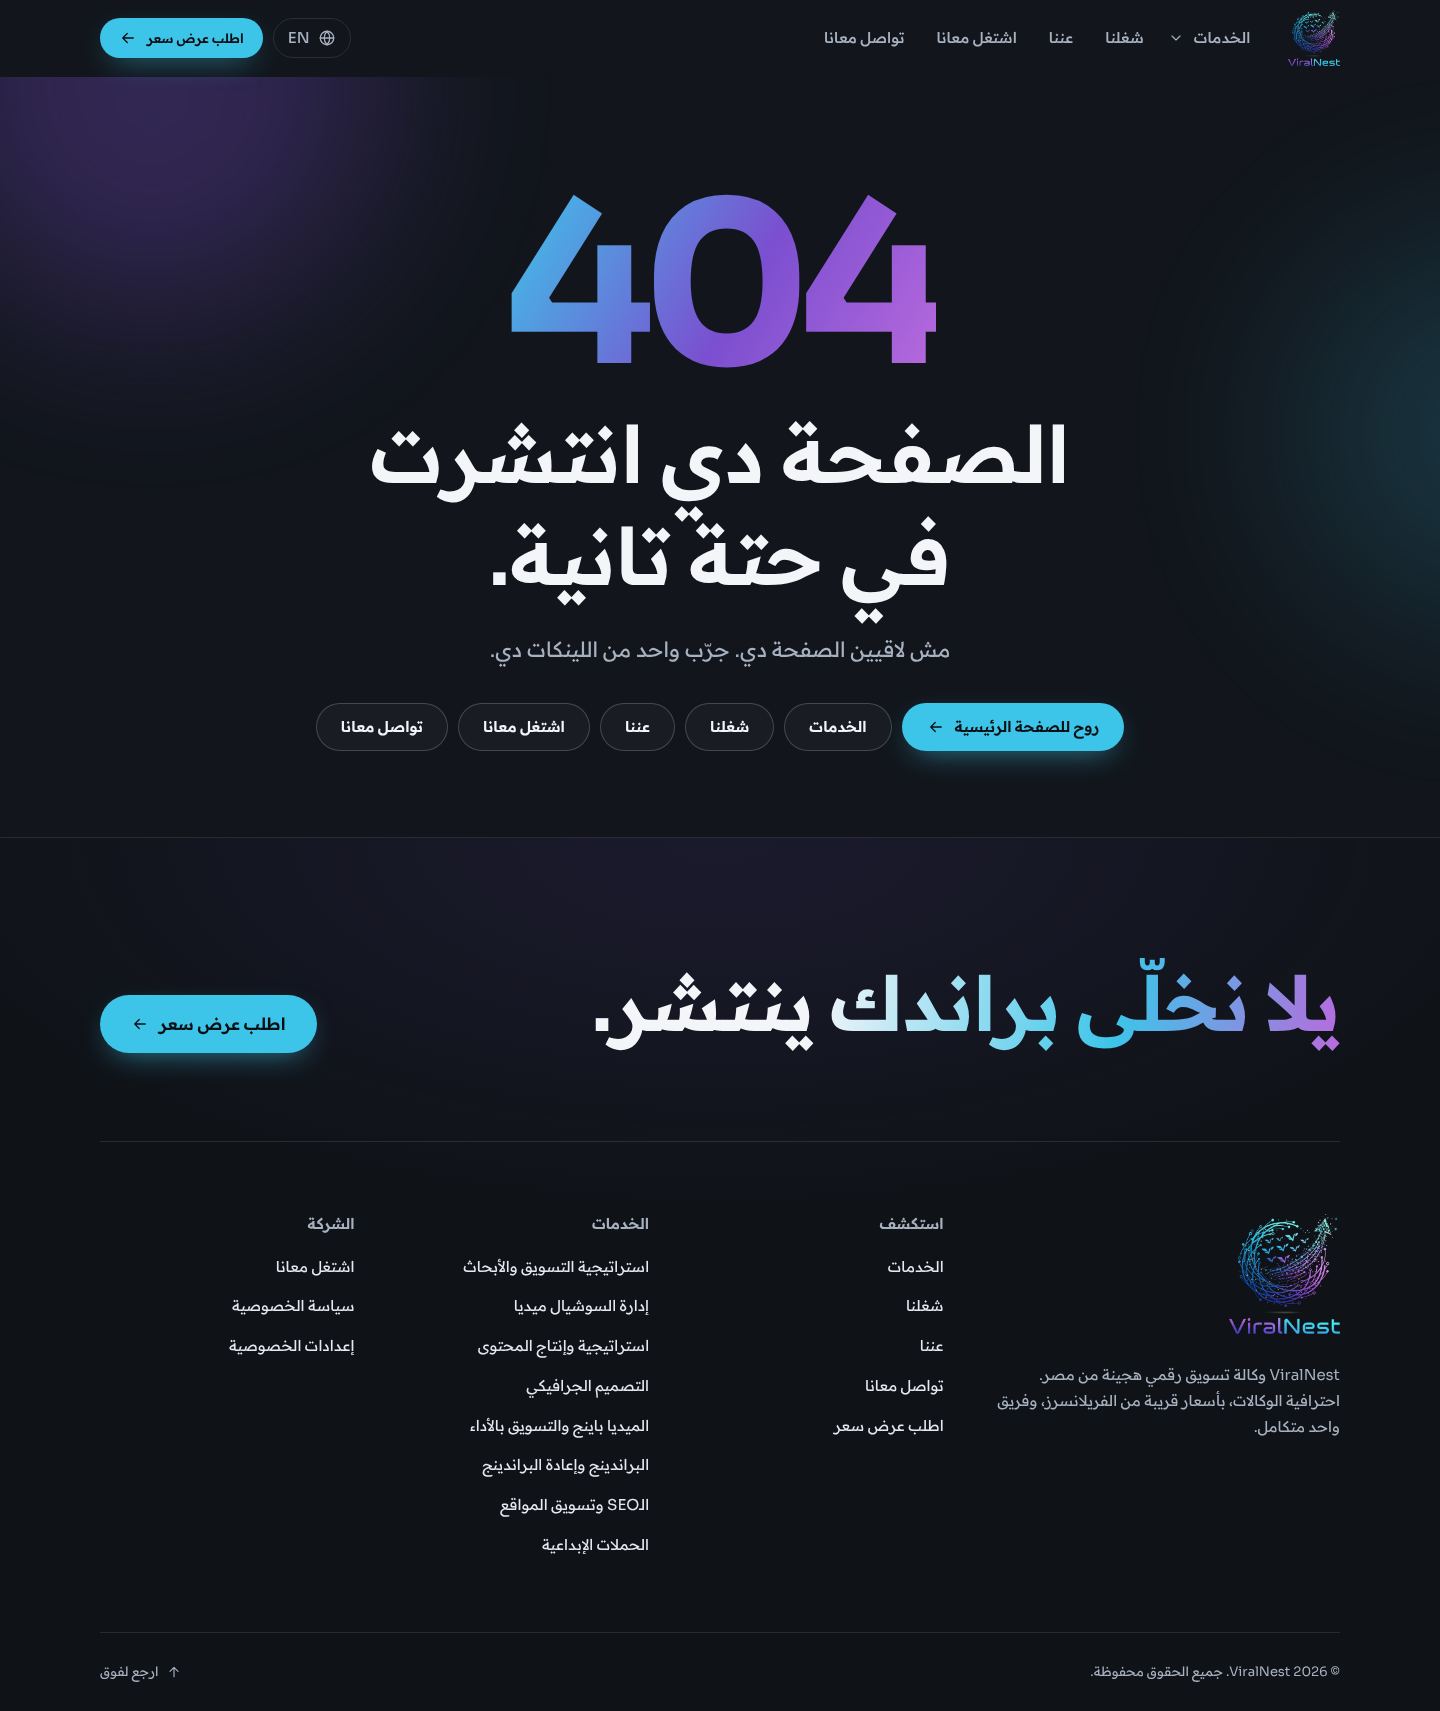 ViralNest
الخدمات
شغلنا
عننا
اشتغل معانا
تواصل معانا
EN
اطلب عرض سعر
404
الصفحة دي انتشرت
في حتة تانية.
مش لاقيين الصفحة دي. جرّب واحد من اللينكات دي.
روح للصفحة الرئيسية
الخدمات
شغلنا
عننا
اشتغل معانا
تواصل معانا
يلا نخلّى براندك ينتشر.
اطلب عرض سعر
ViralNest
ViralNest وكالة تسويق رقمي هجينة من مصر.
احترافية الوكالات، بأسعار قريبة من الفريلانسرز، وفريق
واحد متكامل.
استكشف
الخدمات
شغلنا
عننا
تواصل معانا
اطلب عرض سعر
الخدمات
استراتيجية التسويق والأبحاث
إدارة السوشيال ميديا
استراتيجية وإنتاج المحتوى
التصميم الجرافيكي
الميديا باينج والتسويق بالأداء
البراندينج وإعادة البراندينج
الـSEO وتسويق المواقع
الحملات الإبداعية
الشركة
اشتغل معانا
سياسة الخصوصية
إعدادات الخصوصية
© 2026 ViralNest. جميع الحقوق محفوظة.
ارجع لفوق